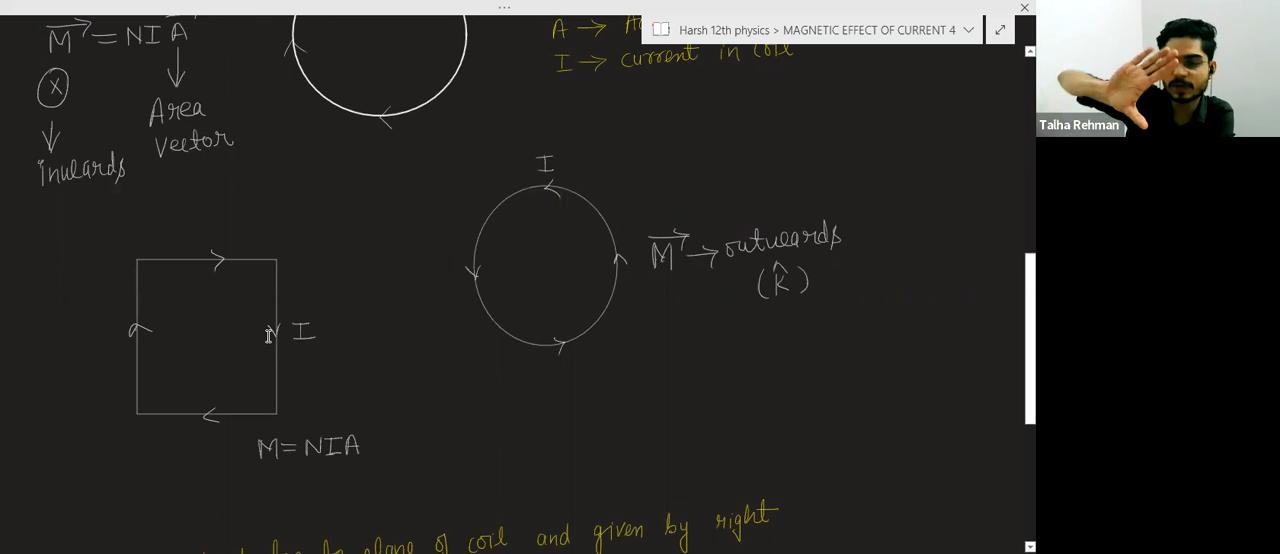 M = NI A
A →
Harsh 12th physics > MAGNETIC EFFECT OF CURRENT 4
I → current in coil
X
Area
vector
inwards
Talha Rehman
I
M → outwards
(k̂)
I
M = NIA
plane of coil and given by right